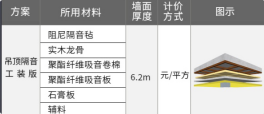 方案 所用材料 墙面厚度 计价方式 图示
吊顶隔音工装版
阻尼隔音毡
实木龙骨
聚酯纤维吸音卷棉
聚酯纤维吸音板
石膏板
辅料
6.2m
元/平方